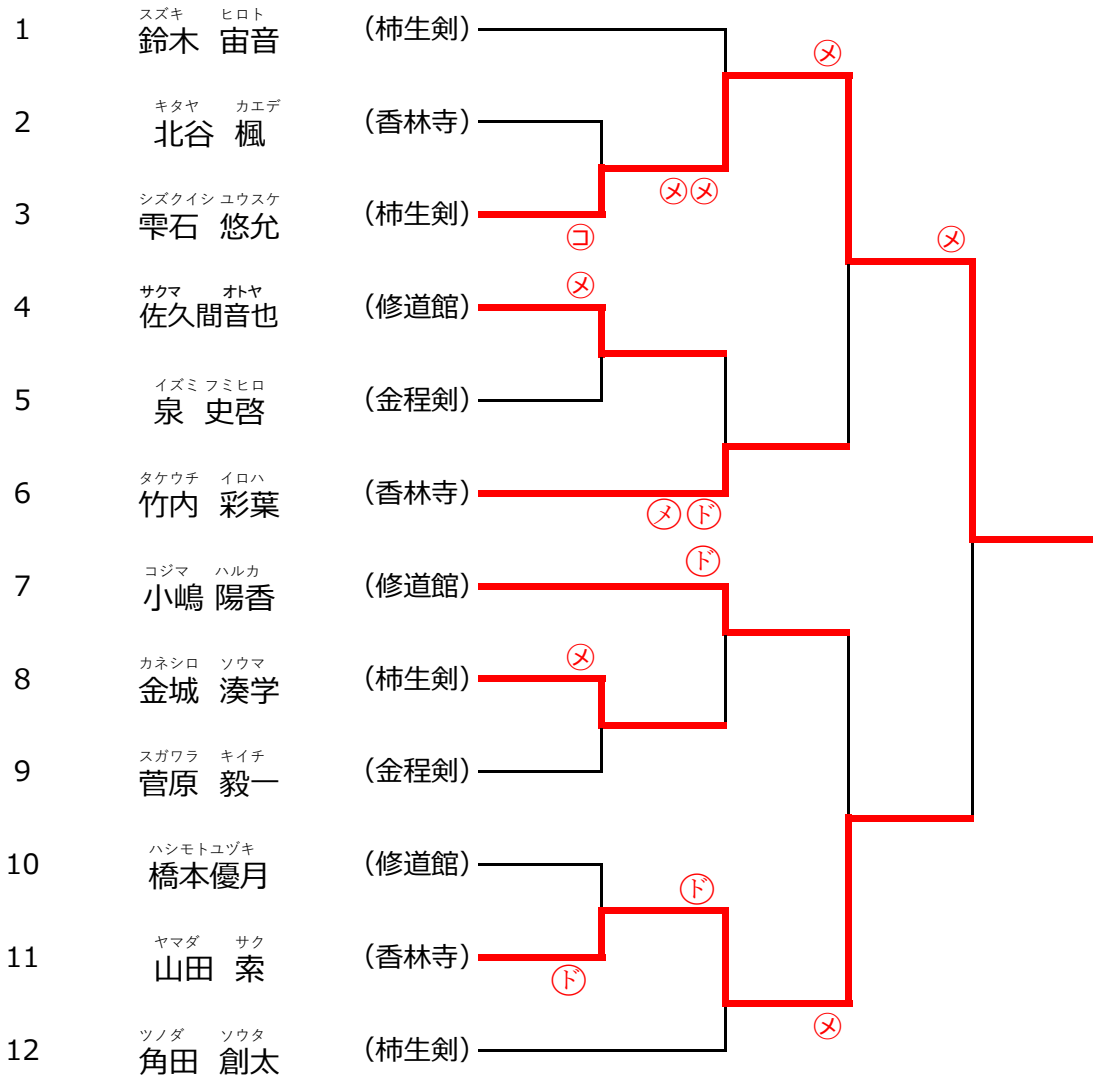 スズキ ヒロト
1 鈴木 宙音 (柿生剣)
㋱
キタヤ カエデ
2 北谷 楓 (香林寺)
㋱㋱
シズクイシ ユウスケ
3 雫石 悠允 (柿生剣)
㋙
㋱
サクマ オトヤ
㋱
4 佐久間音也 (修道館)
イズミ フミヒロ
5 泉 史啓 (金程剣)
タケウチ イロハ
6 竹内 彩葉 (香林寺)
㋱ ㋣゙
コジマ ハルカ
㋣゙
7 小嶋 陽香 (修道館)
カネシロ ソウマ
㋱
8 金城 湊学 (柿生剣)
スガワラ キイチ
9 菅原 毅一 (金程剣)
ハシモトユヅキ
10 橋本優月 (修道館)
㋣゙
ヤマダ サク
11 山田 索 (香林寺)
㋣゙
㋱
ツノダ ソウタ
12 角田 創太 (柿生剣)